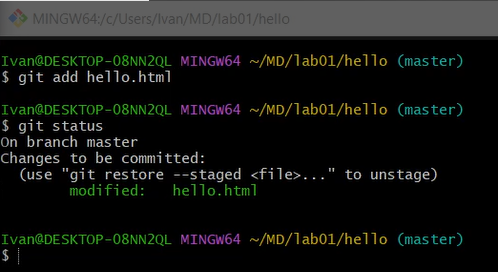 MINGW64:/c/Users/Ivan/MD/lab01/hello
Ivan@DESKTOP-08NN2QL MINGW64 ~/MD/lab01/hello (master)
$ git add hello.html
Ivan@DESKTOP-08NN2QL MINGW64 ~/MD/lab01/hello (master)
$ git status
On branch master
Changes to be committed:
  (use "git restore --staged <file>..." to unstage)
        modified:   hello.html
Ivan@DESKTOP-08NN2QL MINGW64 ~/MD/lab01/hello (master)
$